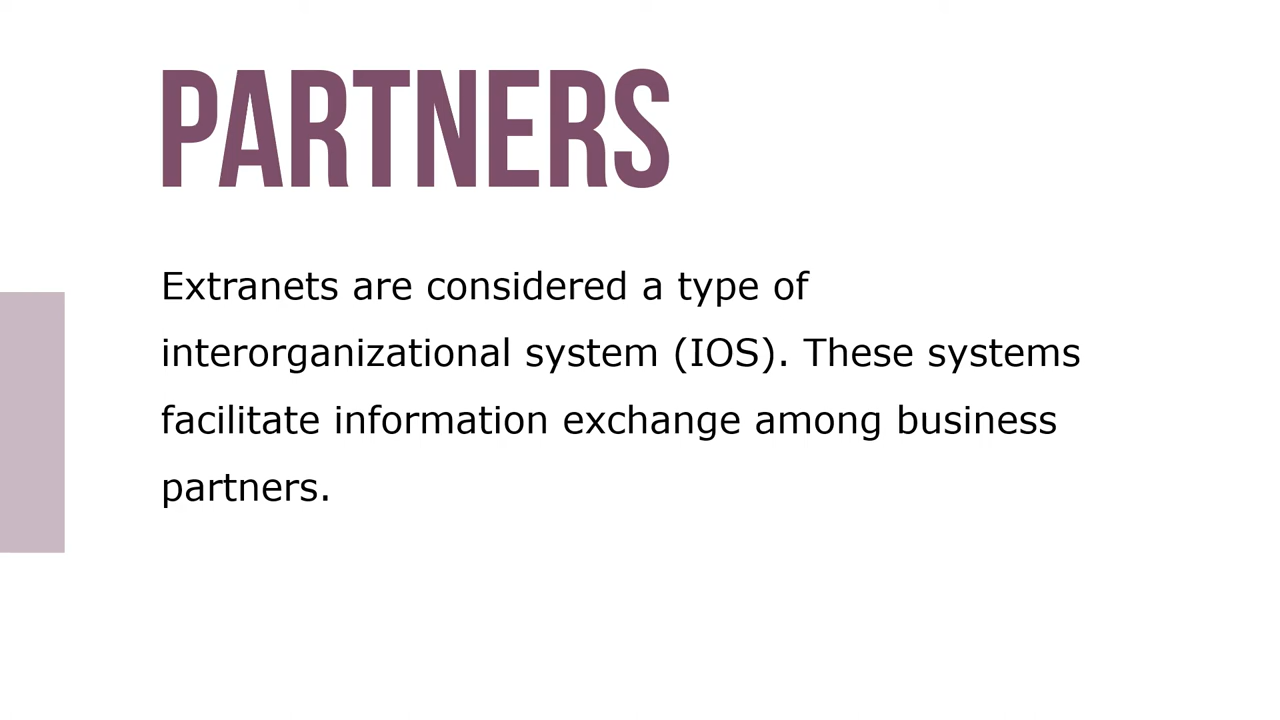 PARTNERS
Extranets are considered a type of
interorganizational system (IOS). These systems
facilitate information exchange among business
partners.